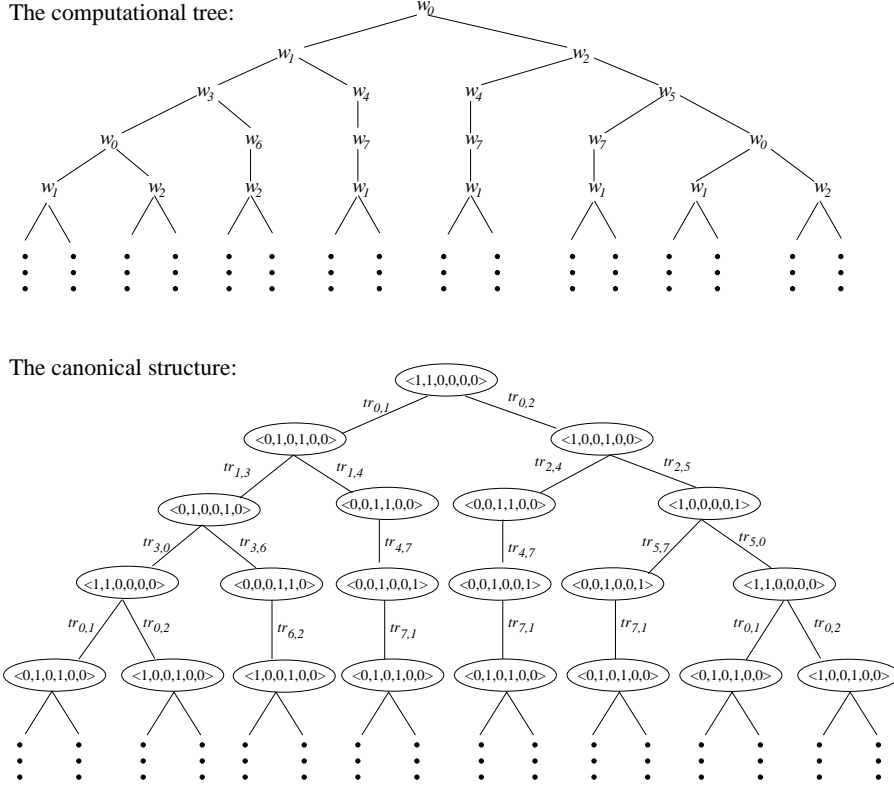 The computational tree:
w0
w1 w2
w3 w4 w4 w5
w0 w6 w7 w7 w7 w0
w1 w2 w2 w1 w1 w1 w1 w2
The canonical structure:
<1,1,0,0,0,0>
tr0,1 tr0,2
<0,1,0,1,0,0> <1,0,0,1,0,0>
tr1,3 tr1,4 tr2,4 tr2,5
<0,1,0,0,1,0> <0,0,1,1,0,0> <0,0,1,1,0,0> <1,0,0,0,0,1>
tr3,0 tr3,6 tr4,7 tr4,7 tr5,7 tr5,0
<1,1,0,0,0,0> <0,0,0,1,1,0> <0,0,1,0,0,1> <0,0,1,0,0,1> <0,0,1,0,0,1> <1,1,0,0,0,0>
tr0,1 tr0,2 tr6,2 tr7,1 tr7,1 tr7,1 tr0,1 tr0,2
<0,1,0,1,0,0> <1,0,0,1,0,0> <1,0,0,1,0,0> <0,1,0,1,0,0> <0,1,0,1,0,0> <0,1,0,1,0,0> <0,1,0,1,0,0> <1,0,0,1,0,0>